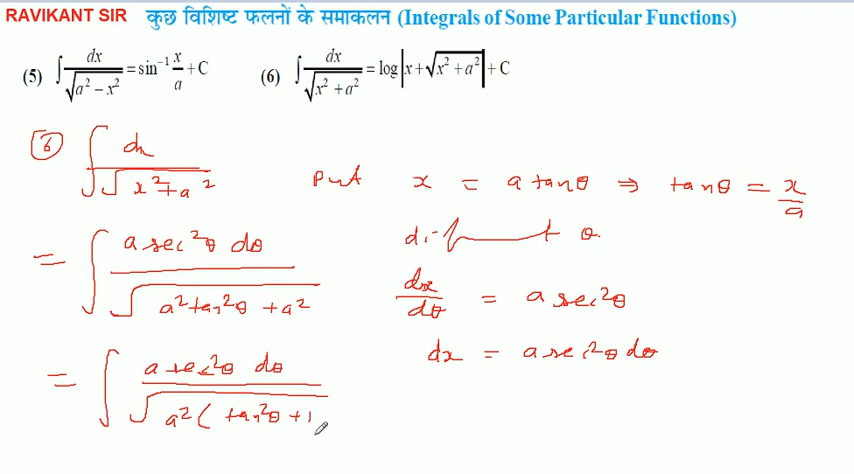 RAVIKANT SIR कुछ विशिष्ट फलनों के समाकलन (Integrals of Some Particular Functions)
(5) ∫ dx/√(a² – x²) = sin⁻¹ x/a + C (6) ∫ dx/√(x² + a²) = log|x + √(x² + a²)| + C
⑥ ∫ dx/√(x² + a²) put x = a tanθ ⇒ tanθ = x/a
= ∫ a sec²θ dθ/√(a² tan²θ + a²)
dx/dθ = a sec²θ
dx = a sec²θ dθ
= ∫ a sec²θ dθ/√(a² ( tan²θ + 1